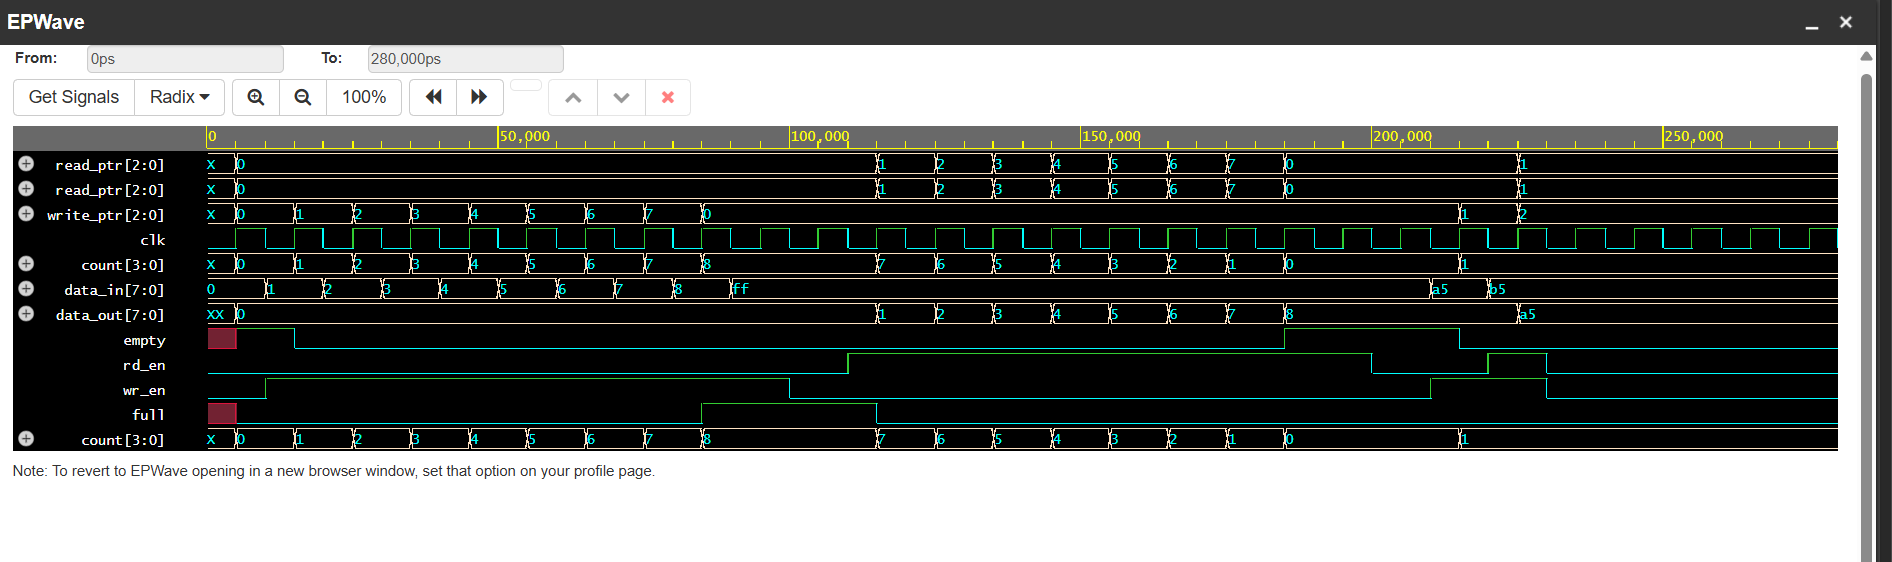 EPWave
From: 0ps To: 280,000ps
Get Signals Radix 100%
0 50,000 100,000 150,000 200,000 250,000
read_ptr[2:0] X 0 1 2 3 4 5 6 7 0 1
read_ptr[2:0] X 0 1 2 3 4 5 6 7 0 1
write_ptr[2:0] X 0 1 2 3 4 5 6 7 0 1 2
clk
count[3:0] X 0 1 2 3 4 5 6 7 8 7 6 5 4 3 2 1 0 1
data_in[7:0] 0 1 2 3 4 5 6 7 8 ff a5 b5
data_out[7:0] XX 0 1 2 3 4 5 6 7 8 a5
empty
rd_en
wr_en
full
count[3:0] X 0 1 2 3 4 5 6 7 8 7 6 5 4 3 2 1 0 1
Note: To revert to EPWave opening in a new browser window, set that option on your profile page.